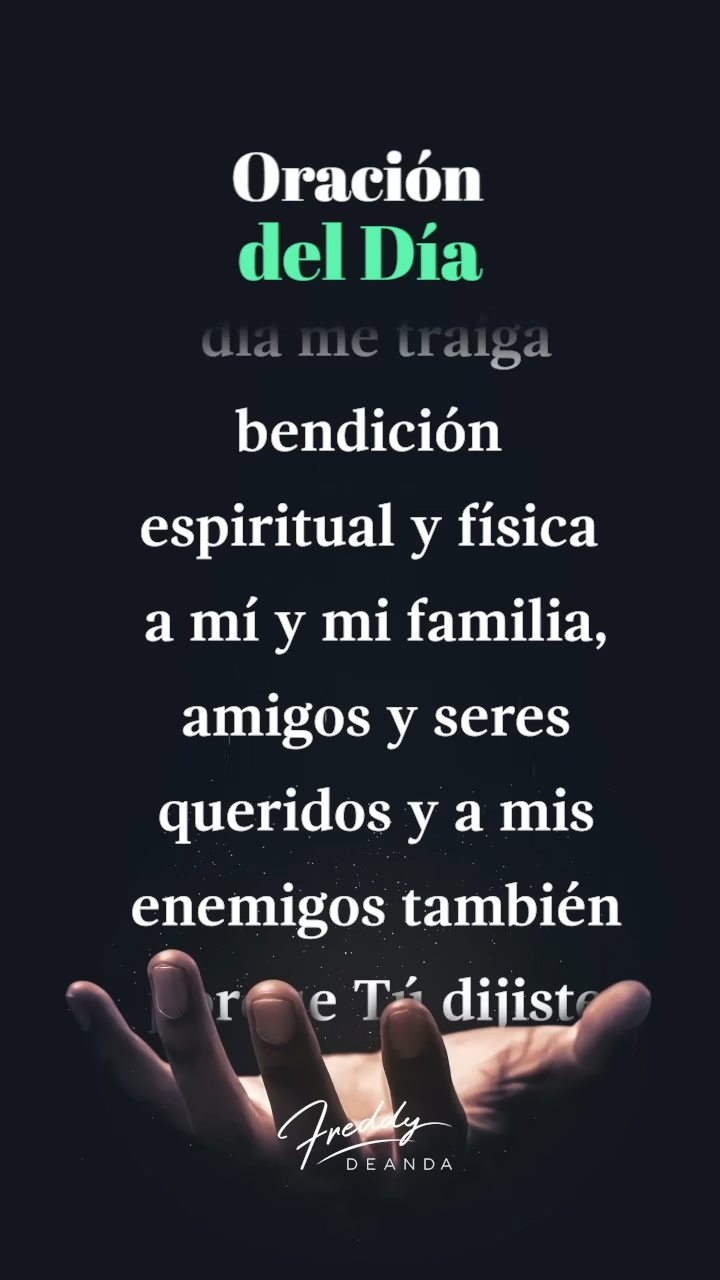 Oración
del Día
día me traiga
bendición
espiritual y física
a mí y mi familia,
amigos y seres
queridos y a mis
enemigos también
Tú dijiste
Freddy
DEANDA